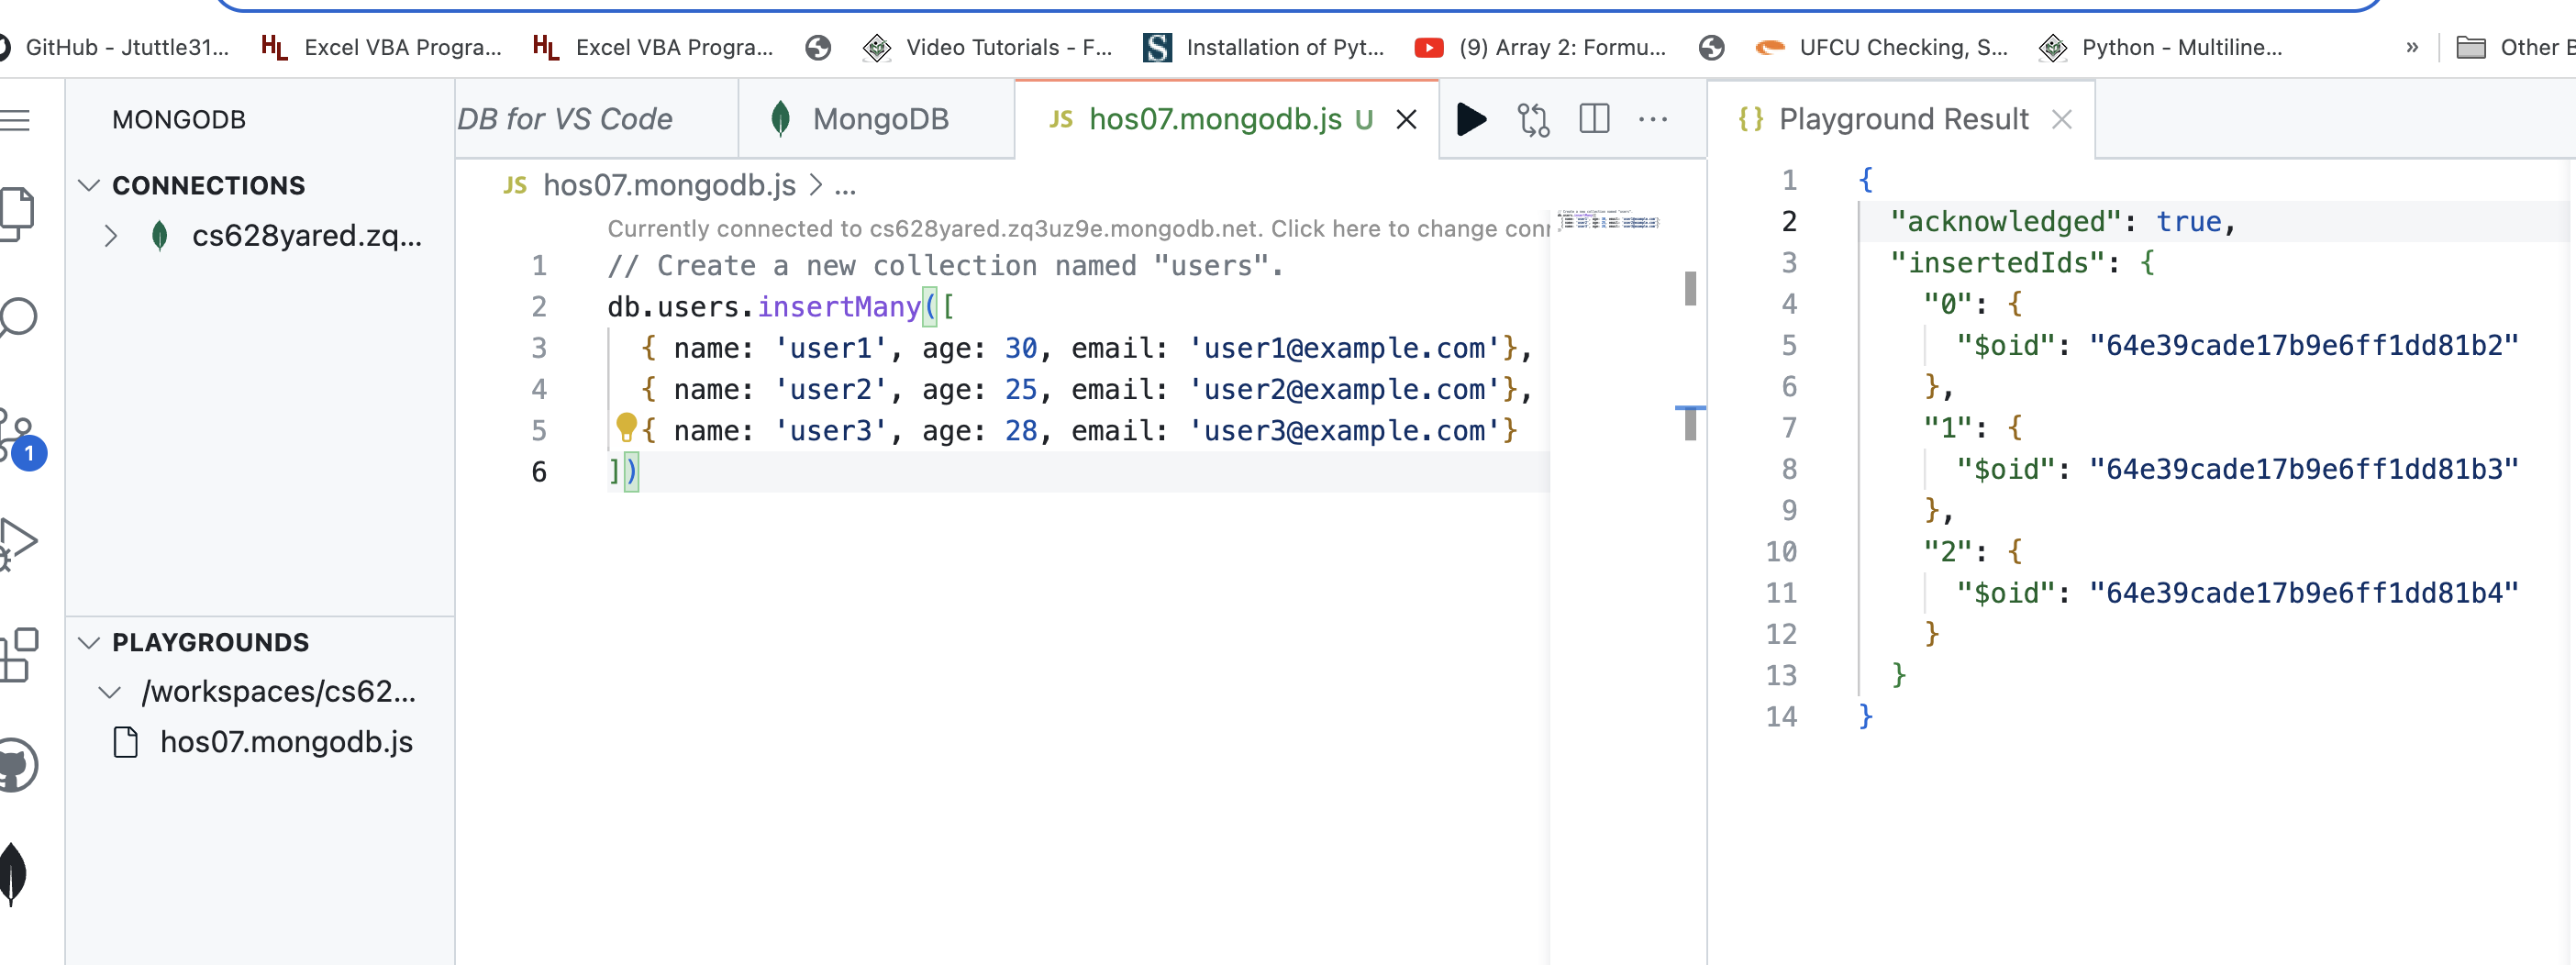 GitHub - Jtuttle31... Excel VBA Progra... Excel VBA Progra... Video Tutorials - F... Installation of Pyt... (9) Array 2: Formu... UFCU Checking, S... Python - Multiline... » Other B
MONGODB
CONNECTIONS
cs628yared.zq...
1
PLAYGROUNDS
/workspaces/cs62...
hos07.mongodb.js
DB for VS Code MongoDB JS hos07.mongodb.js U
JS hos07.mongodb.js > ...
Currently connected to cs628yared.zq3uz9e.mongodb.net. Click here to change con
1 // Create a new collection named "users".
2 db.users.insertMany([
3 { name: 'user1', age: 30, email: 'user1@example.com'},
4 { name: 'user2', age: 25, email: 'user2@example.com'},
5 { name: 'user3', age: 28, email: 'user3@example.com'}
6 ])
{} Playground Result
1 {
2 "acknowledged": true,
3 "insertedIds": {
4 "0": {
5 "$oid": "64e39cade17b9e6ff1dd81b2"
6 },
7 "1": {
8 "$oid": "64e39cade17b9e6ff1dd81b3"
9 },
10 "2": {
11 "$oid": "64e39cade17b9e6ff1dd81b4"
12 }
13 }
14 }